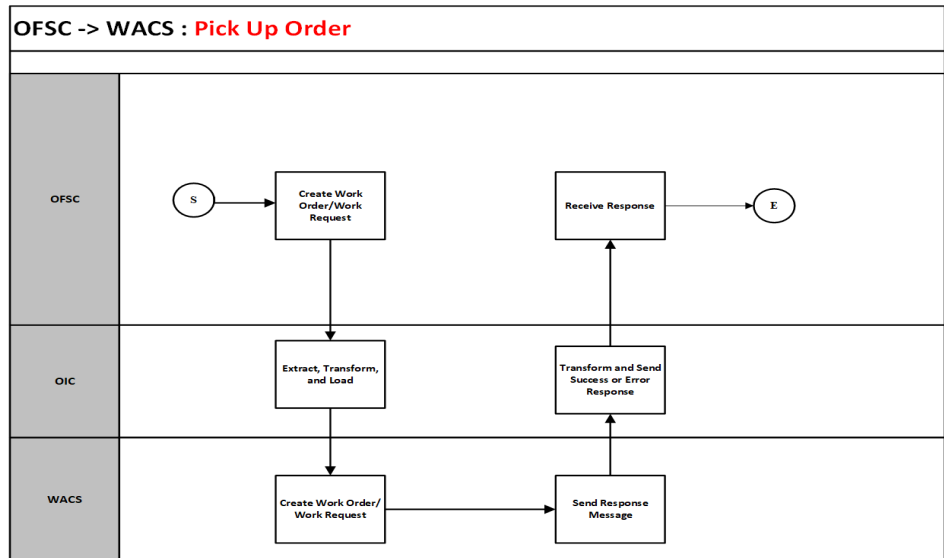 OFSC -> WACS : Pick Up Order
OFSC
S
Create Work
Order/Work
Request
Receive Response
E
OIC
Extract, Transform,
and Load
Transform and Send
Success or Error
Response
WACS
Create Work Order/
Work Request
Send Response
Message